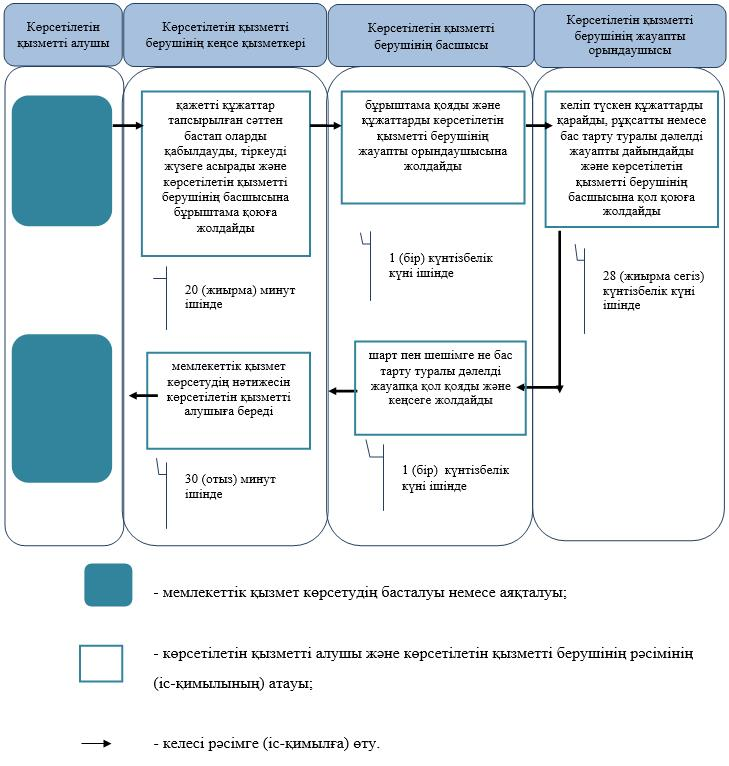 Көрсетілетін
қызметті алушы
Көрсетілетін қызметті
берушінің кеңсе қызметкері
Көрсетілетін қызметті
берушінің басшысы
Көрсетілетін қызметті
берушінің жауапты
орындаушысы
қажетті құжаттар
тапсырылған сәттен
бастап оларды
қабылдауды, тіркеуді
жүзеге асырады және
көрсетілетін қызметті
берушінің басшысына
бұрыштама қоюға
жолдайды
бұрыштама қояды және
құжаттарды көрсетілетін
қызметті берушінің
жауапты орындаушысына
жолдайды
келіп түскен құжаттарды
қарайды, рұқсатты немесе
бас тарту туралы дәлелді
жауапты дайындайды
және көрсетілетін
қызметті берушінің
басшысына қол қоюға
жолдайды
20 (жиырма) минут
ішінде
1 (бір) күнтізбелік
күні ішінде
28 (жиырма сегіз)
күнтізбелік күні
ішінде
мемлекеттік қызмет
көрсетудің нәтижесін
көрсетілетін қызметті
алушыға береді
шарт пен шешімге не бас
тарту туралы дәлелді
жауапқа қол қояды және
кеңсеге жолдайды
30 (отыз) минут
ішінде
1 (бір) күнтізбелік
күні ішінде
- мемлекеттік қызмет көрсетудің басталуы немесе аяқталуы;
- көрсетілетін қызметті алушы және көрсетілетін қызметті берушінің рәсімінің
(іс-қимылының) атауы;
- келесі рәсімге (іс-қимылға) өту.